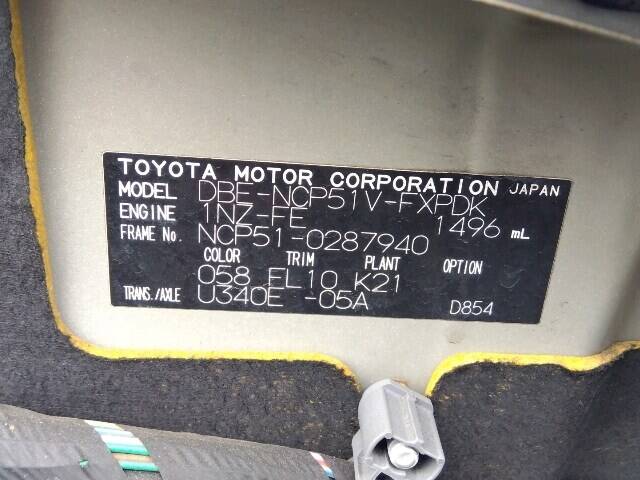 TOYOTA MOTOR CORPORATION JAPAN
MODEL DBE-NCP51V-FXPDK
ENGINE 1NZ-FE 1496 mL
FRAME No. NCP51-0287940
COLOR TRIM PLANT OPTION
058 FL10 K21
TRANS./AXLE U340E -05A D854